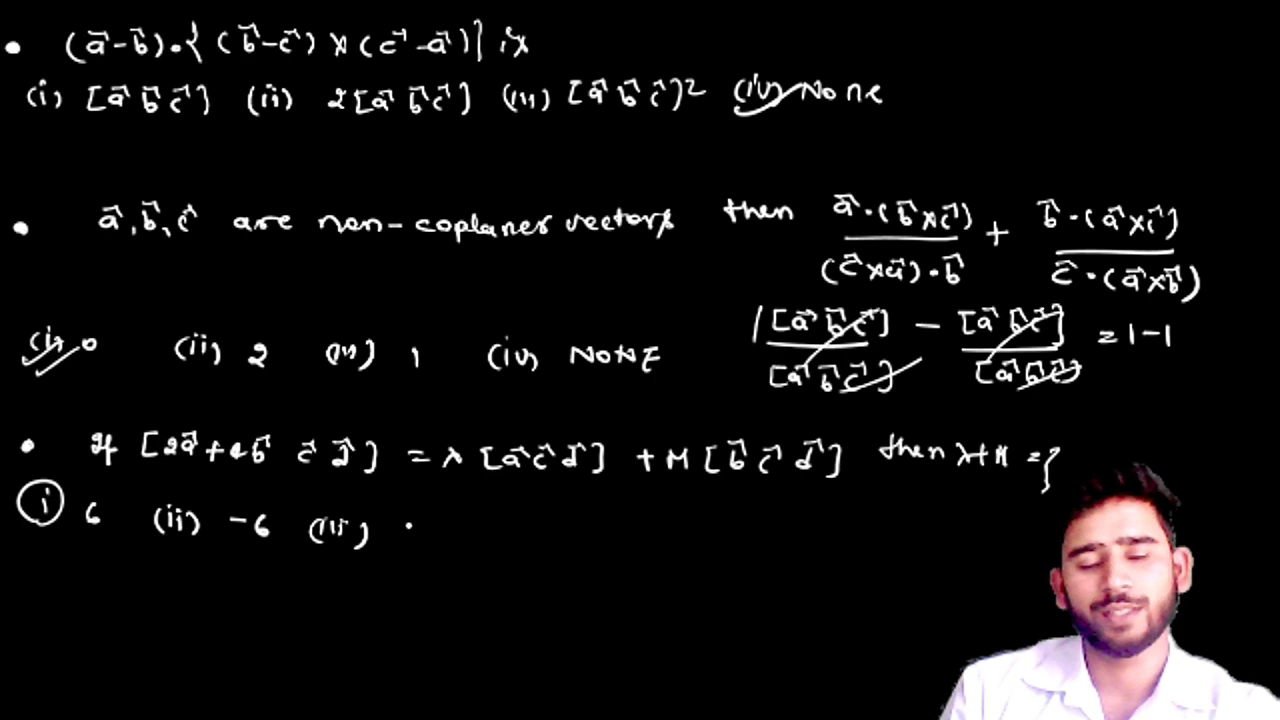 • (a⃗-b⃗)·{(b⃗-c⃗)×(c⃗-a⃗)} is
(i) [a⃗ b⃗ c⃗] (ii) 2[a⃗ b⃗ c⃗] (iii) [a⃗ b⃗ c⃗]² (iv) None
• a⃗, b⃗, c⃗ are non-coplaner vectors then a⃗·(b⃗×c⃗)/(c⃗×a⃗)·b⃗ + b⃗·(a⃗×c⃗)/c⃗·(a⃗×b⃗)
[a⃗ b⃗ c⃗]/[a⃗ b⃗ c⃗] - [a⃗ b⃗ c⃗]/[a⃗ b⃗ c⃗] = 1-1
(i) 0 (ii) 2 (iii) 1 (iv) NONE
• If [2a⃗+4b⃗ c⃗ d⃗] = λ[a⃗ c⃗ d⃗] + M[b⃗ c⃗ d⃗] then λ+M = ?
(i) 6 (ii) -6 (iii)